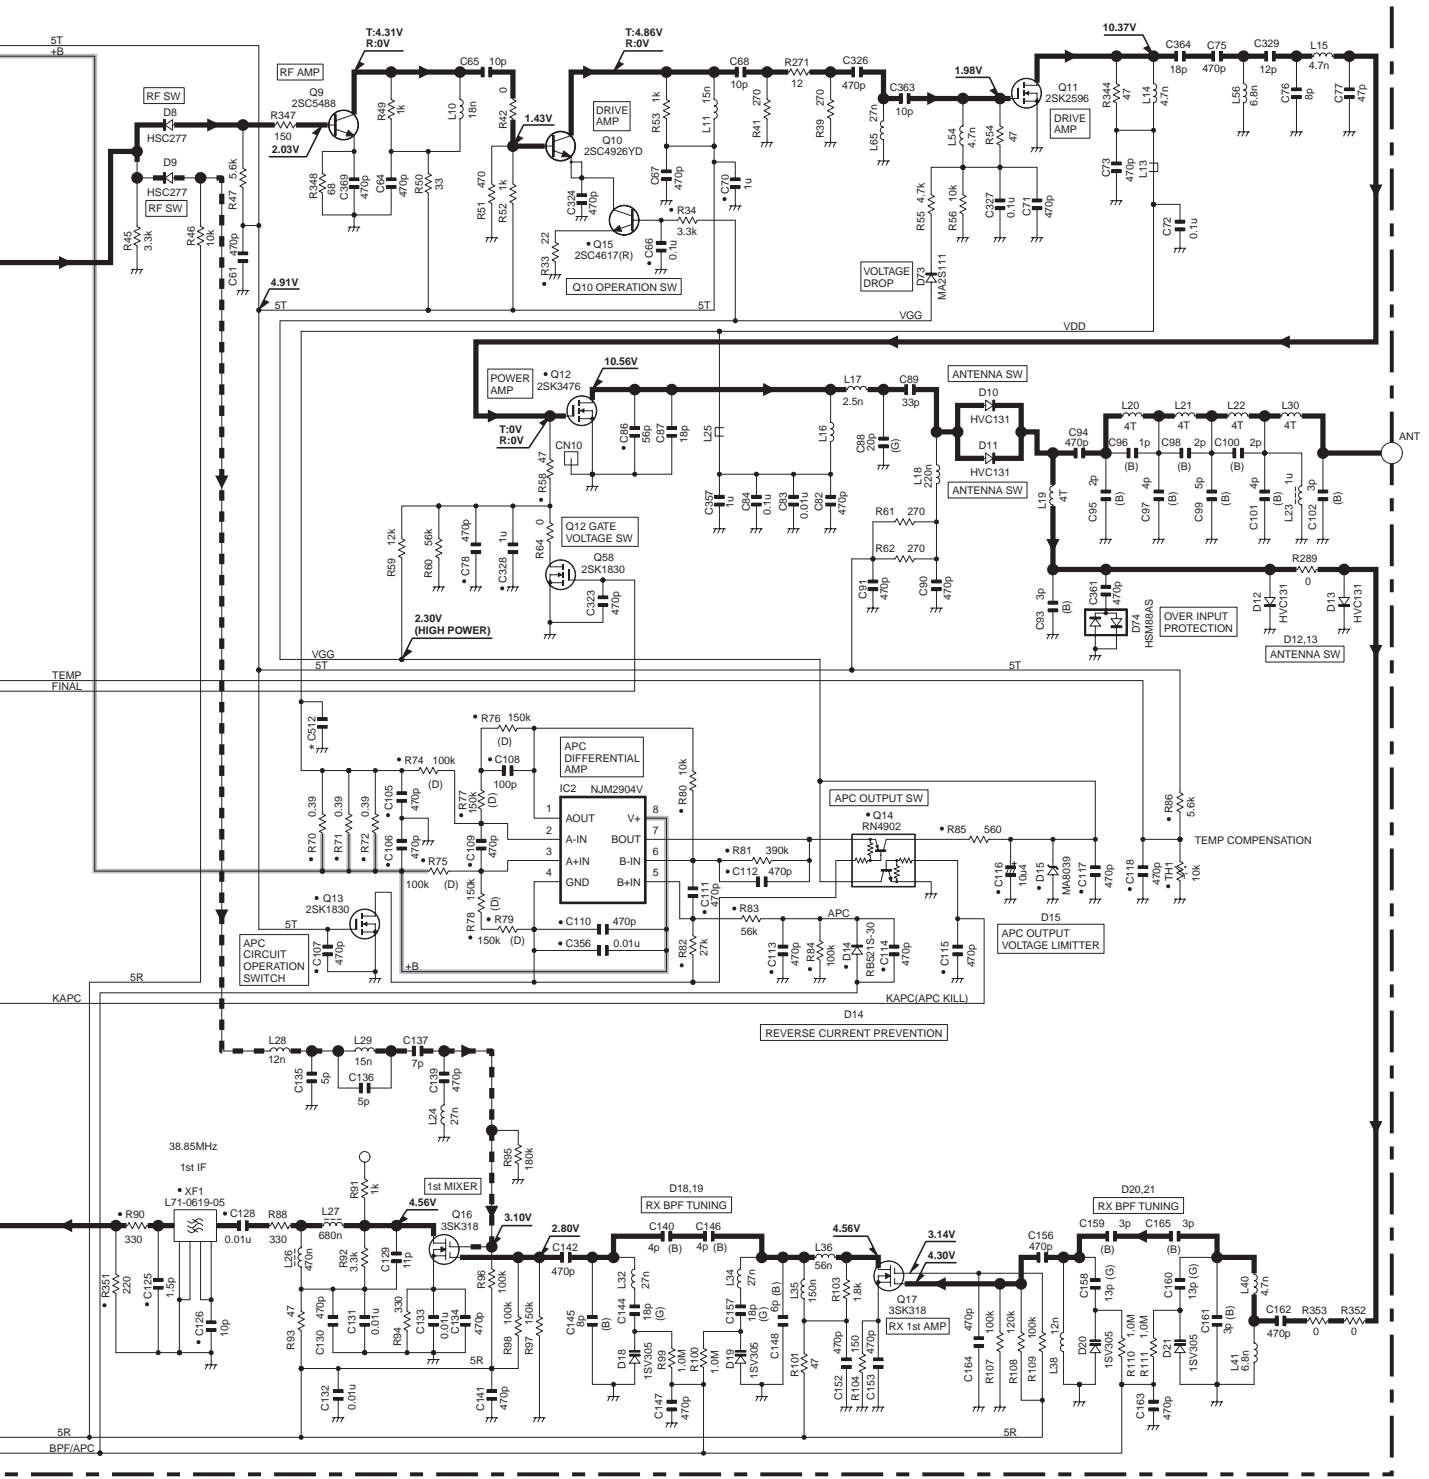 5T
+B
RF AMP
Q9
2SC5488
T:4.31V
R:0V
RF SW
D8
HSC277
D9
HSC277
RF SW
R347
150
2.03V
R45
3.3k
R46
10k
R47
5.6k
C61
470p
R348
68
C369
470p
R49
1k
C64
470p
R50
33
L10
18n
C65
10p
R42
0
1.43V
R51
470
R52
1k
DRIVE
AMP
Q10
2SC4926YD
T:4.86V
R:0V
C324
470p
R33
22
Q15
2SC4617(R)
Q10 OPERATION SW
C66
0.1u
R34
3.3k
R53
1k
L11
15n
C67
470p
C70
1u
C68
10p
R41
270
R271
12
R39
270
C326
470p
L65
27n
C363
10p
1.98V
L54
4.7n
R54
47
R55
4.7k
R56
10k
C327
0.1u
C71
470p
Q11
2SK2596
DRIVE
AMP
10.37V
R344
47
L14
4.7n
C73
470p
L13
C72
0.1u
C364
18p
C75
470p
L56
6.8n
C329
12p
C76
8p
L15
4.7n
C77
47p
VOLTAGE
DROP
D73
MA2S111
4.91V
5T
5T
VGG
VDD
POWER
AMP
Q12
2SK3476
10.56V
T:0V
R:0V
CN10
C86
56p
C87
18p
L25
L16
L17
2.5n
C88
20p
(G)
C89
33p
ANTENNA SW
D10
HVC131
D11
HVC131
ANTENNA SW
L18
220n
C94
470p
L19
4T
L20
4T
L21
4T
L22
4T
L30
4T
C96
1p
(B)
C98
2p
(B)
C100
2p
(B)
C95
2p
(B)
C97
4p
(B)
C99
5p
(B)
C101
4p
(B)
L23
1u
C102
3p
(B)
ANT
R58
47
R64
0
Q12 GATE
VOLTAGE SW
Q58
2SK1830
C323
470p
R59
12k
R60
56k
C78
470p
C328
1u
C357
1u
C84
0.1u
C83
0.01u
C82
470p
R61
270
R62
270
C91
470p
C90
470p
C93
3p
(B)
C361
470p
D74
HSM88AS
OVER INPUT
PROTECTION
D12
HVC131
R289
0
D13
HVC131
D12,13
ANTENNA SW
2.30V
(HIGH POWER)
VGG
5T
5T
TEMP
FINAL
* C512
R76
150k
(D)
C108
100p
APC
DIFFERENTIAL
AMP
IC2
NJM2904V
1
AOUT
2
A-IN
3
A+IN
4
GND
8
V+
7
BOUT
6
B-IN
5
B+IN
R70
0.39
R71
0.39
R72
0.39
C105
470p
C106
470p
R74
100k
(D)
R75
100k
(D)
R77
150k
(D)
C109
470p
R78
150k
(D)
R79
150k
(D)
C110
470p
C356
0.01u
+B
R80
10k
R81
390k
C112
470p
C111
470p
R82
27k
R83
56k
APC
C113
470p
R84
100k
D14
RB521S-30
C114
470p
C115
470p
APC OUTPUT SW
Q14
RN4902
R85
560
C116
10u4
D15
MA8039
C117
470p
C118
470p
R86
5.6k
TH1
10k
TEMP COMPENSATION
D15
APC OUTPUT
VOLTAGE LIMITTER
Q13
2SK1830
5T
C107
470p
APC
CIRCUIT
OPERATION
SWITCH
5R
KAPC
KAPC(APC KILL)
D14
REVERSE CURRENT PREVENTION
L28
12n
C135
5p
L29
15n
C136
5p
C137
7p
C139
470p
L24
27n
R95
180k
38.85MHz
1st IF
XF1
L71-0619-05
R90
330
R351
220
C125
1.5p
C126
10p
C128
0.01u
R88
330
L26
470n
L27
680n
R91
1k
R92
3.3k
C129
11p
4.56V
1st MIXER
Q16
3SK318
3.10V
R93
47
C130
470p
C131
0.01u
R94
330
C133
0.01u
C134
470p
C132
0.01u
R96
100k
R98
100k
R97
150k
C141
470p
5R
2.80V
C142
470p
C145
8p
(B)
L32
27n
C144
18p
(G)
D18
1SV305
R99
1.0M
C147
470p
R100
1.0M
D19
1SV305
D18,19
RX BPF TUNING
C140
4p (B)
C146
4p (B)
L34
27n
C157
18p
(G)
C148
6p (B)
L35
150n
R101
47
L36
56n
R103
1.8k
C152
470p
R104
150
C153
470p
4.56V
Q17
3SK318
RX 1st AMP
3.14V
4.30V
C164
470p
R107
100k
R108
120k
R109
100k
L38
12n
C156
470p
D20,21
RX BPF TUNING
C159
3p
(B)
C165
3p
(B)
C158
13p (G)
D20
1SV305
R110
1.0M
R111
1.0M
C163
470p
C160
13p (G)
D21
1SV305
C161
3p (B)
L40
4.7n
L41
6.8n
C162
470p
R353
0
R352
0
5R
5R
BPF/APC